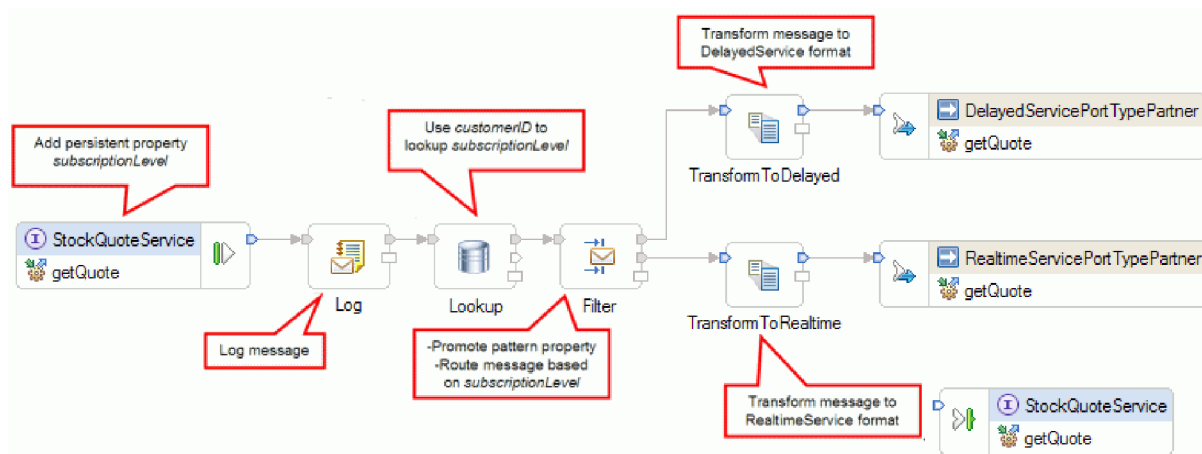 Transform message to
DelayedService format
Add persistent property
subscriptionLevel
Use customerID to
lookup subscriptionLevel
DelayedServicePortTypePartner
getQuote
TransformToDelayed
StockQuoteService
getQuote
Log
Lookup
Filter
RealtimeServicePortTypePartner
getQuote
TransformToRealtime
Log message
-Promote pattern property
-Route message based
on subscriptionLevel
Transform message to
RealtimeService format
StockQuoteService
getQuote